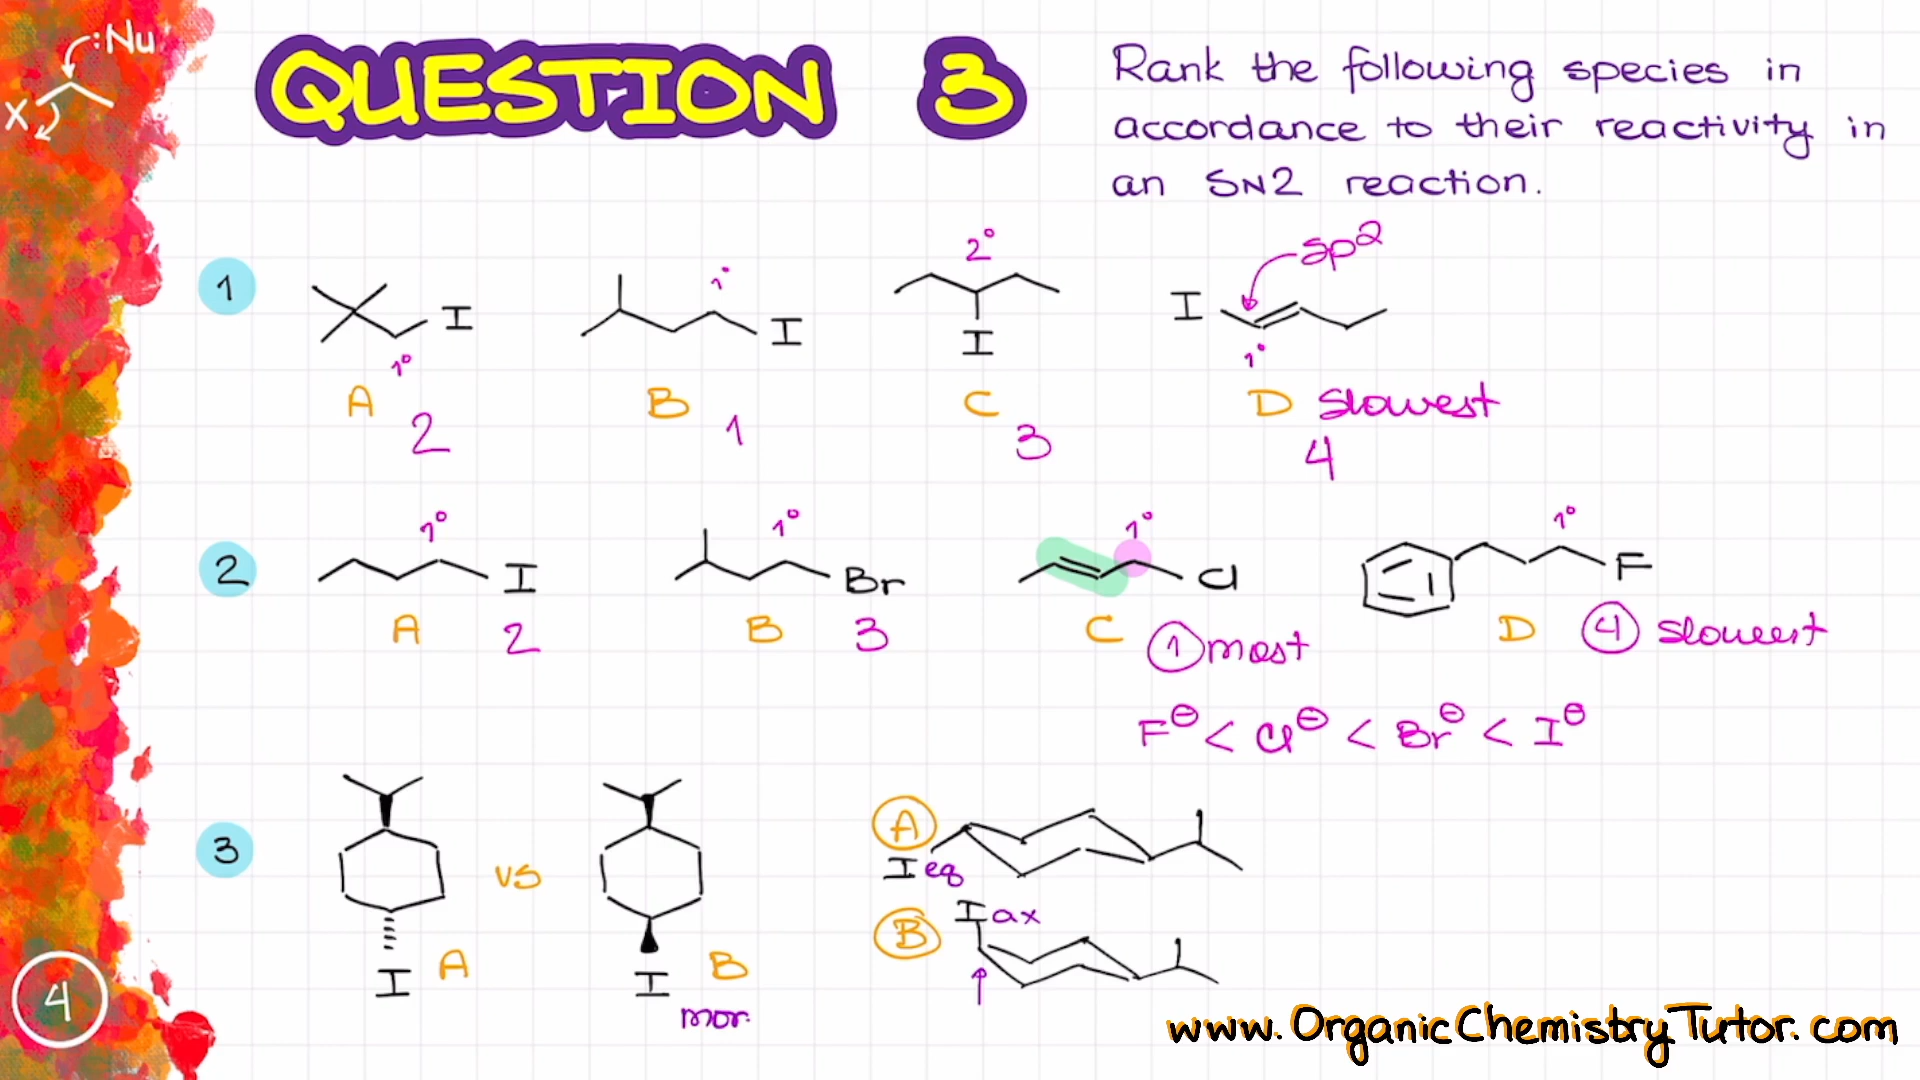 :Nu
X
QUESTION 3
Rank the following species in
accordance to their reactivity in
an SN2 reaction.
1
I
1°
A
2
1°
I
B
1
2°
I
C
3
sp2
I
1°
D slowest
4
2
1°
I
A
2
1°
Br
B
3
1°
Cl
C
1 most
1°
F
D
4 slowest
F⊖ < Cl⊖ < Br⊖ < I⊖
3
I
A
vs
I
B
mor.
A
I eq
B
I ax
4
www.OrganicChemistryTutor.com